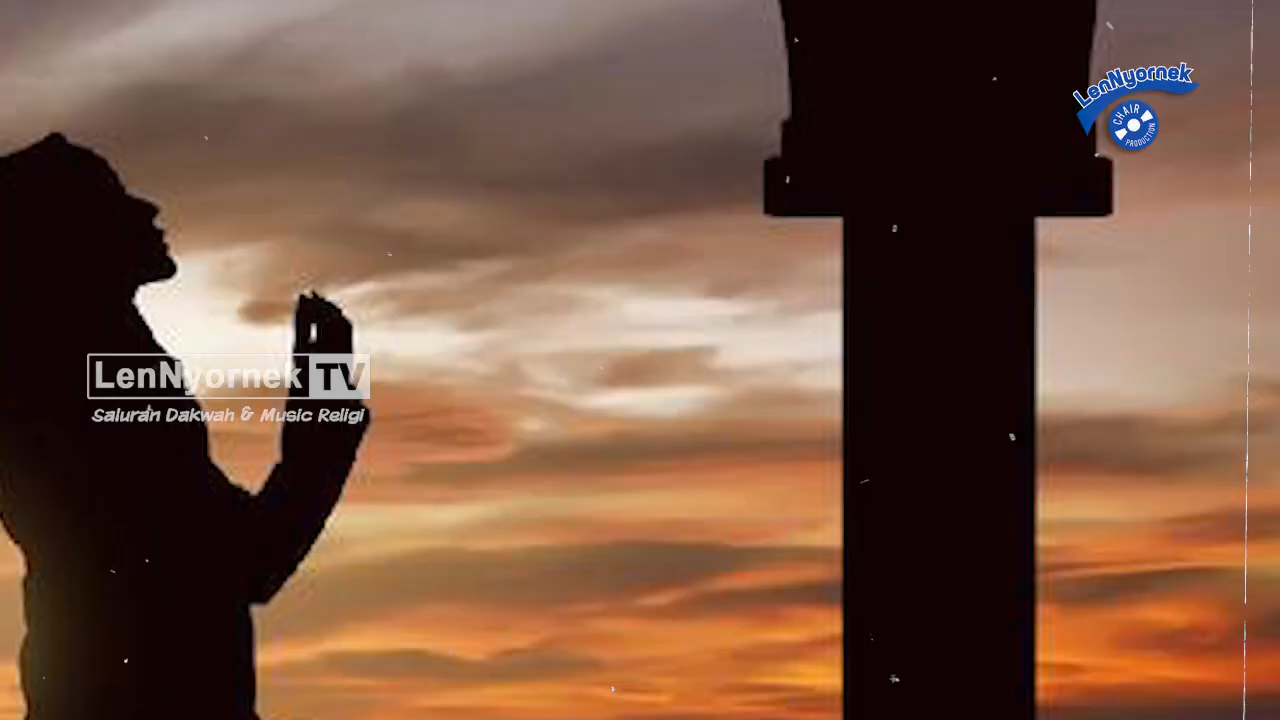 LenNyornek
CHAIR
PRODUCTION
LenNyornek TV
Saluran Dakwah & Music Religi